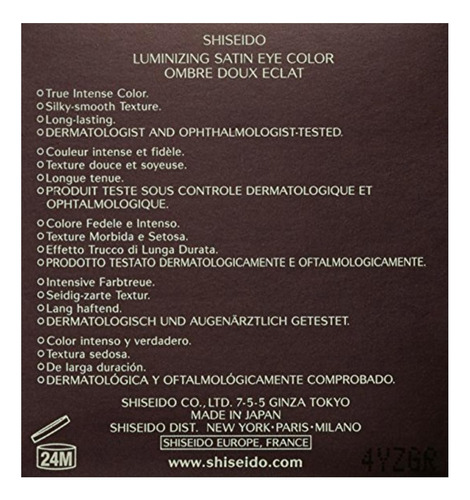 SHISEIDO
LUMINIZING SATIN EYE COLOR
OMBRE DOUX ECLAT
True Intense Color.
Silky-smooth Texture.
Long-lasting.
DERMATOLOGIST AND OPHTHALMOLOGIST-TESTED.
Couleur intense et fidèle.
Texture douce et soyeuse.
Longue tenue.
PRODUIT TESTE SOUS CONTROLE DERMATOLOGIQUE ET
OPHTALMOLOGIQUE.
Colore Fedele e Intenso.
Texture Morbida e Setosa.
Effetto Trucco di Lunga Durata.
PRODOTTO TESTATO DERMATOLOGICAMENTE E OFTALMOLOGICAMENTE.
Intensive Farbtreue.
Seidig-zarte Textur.
Lang haftend.
DERMATOLOGISCH UND AUGENÄRZTLICH GETESTET.
Color intenso y verdadero.
Textura sedosa.
De larga duración.
DERMATOLÓGICA Y OFTALMOLÓGICAMENTE COMPROBADO.
SHISEIDO CO., LTD. 7-5-5 GINZA TOKYO
MADE IN JAPAN
SHISEIDO DIST. NEW YORK·PARIS·MILANO
SHISEIDO EUROPE, FRANCE
www.shiseido.com
24M
4YZGR